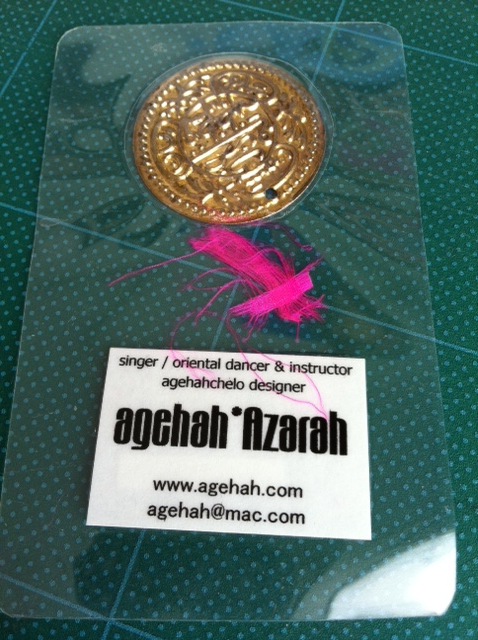 singer / oriental dancer & instructor
agehahchelo designer
agehah*Azarah
www.agehah.com
agehah@mac.com